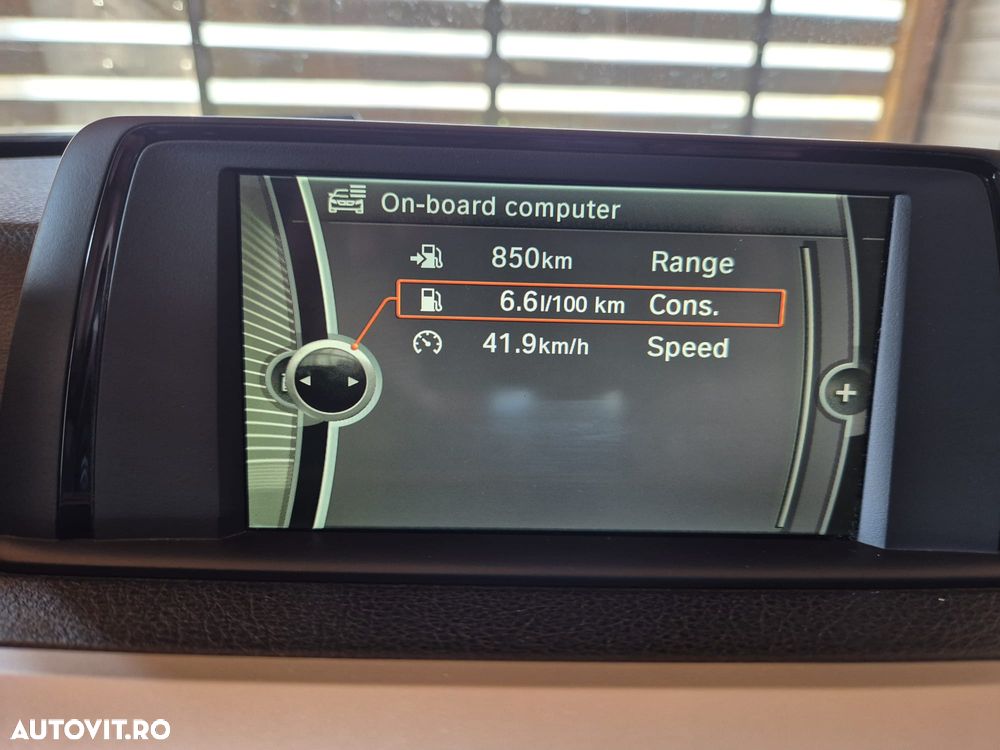 On-board computer
850km Range
6.6l/100 km Cons.
41.9km/h Speed
+
AUTOVIT.RO